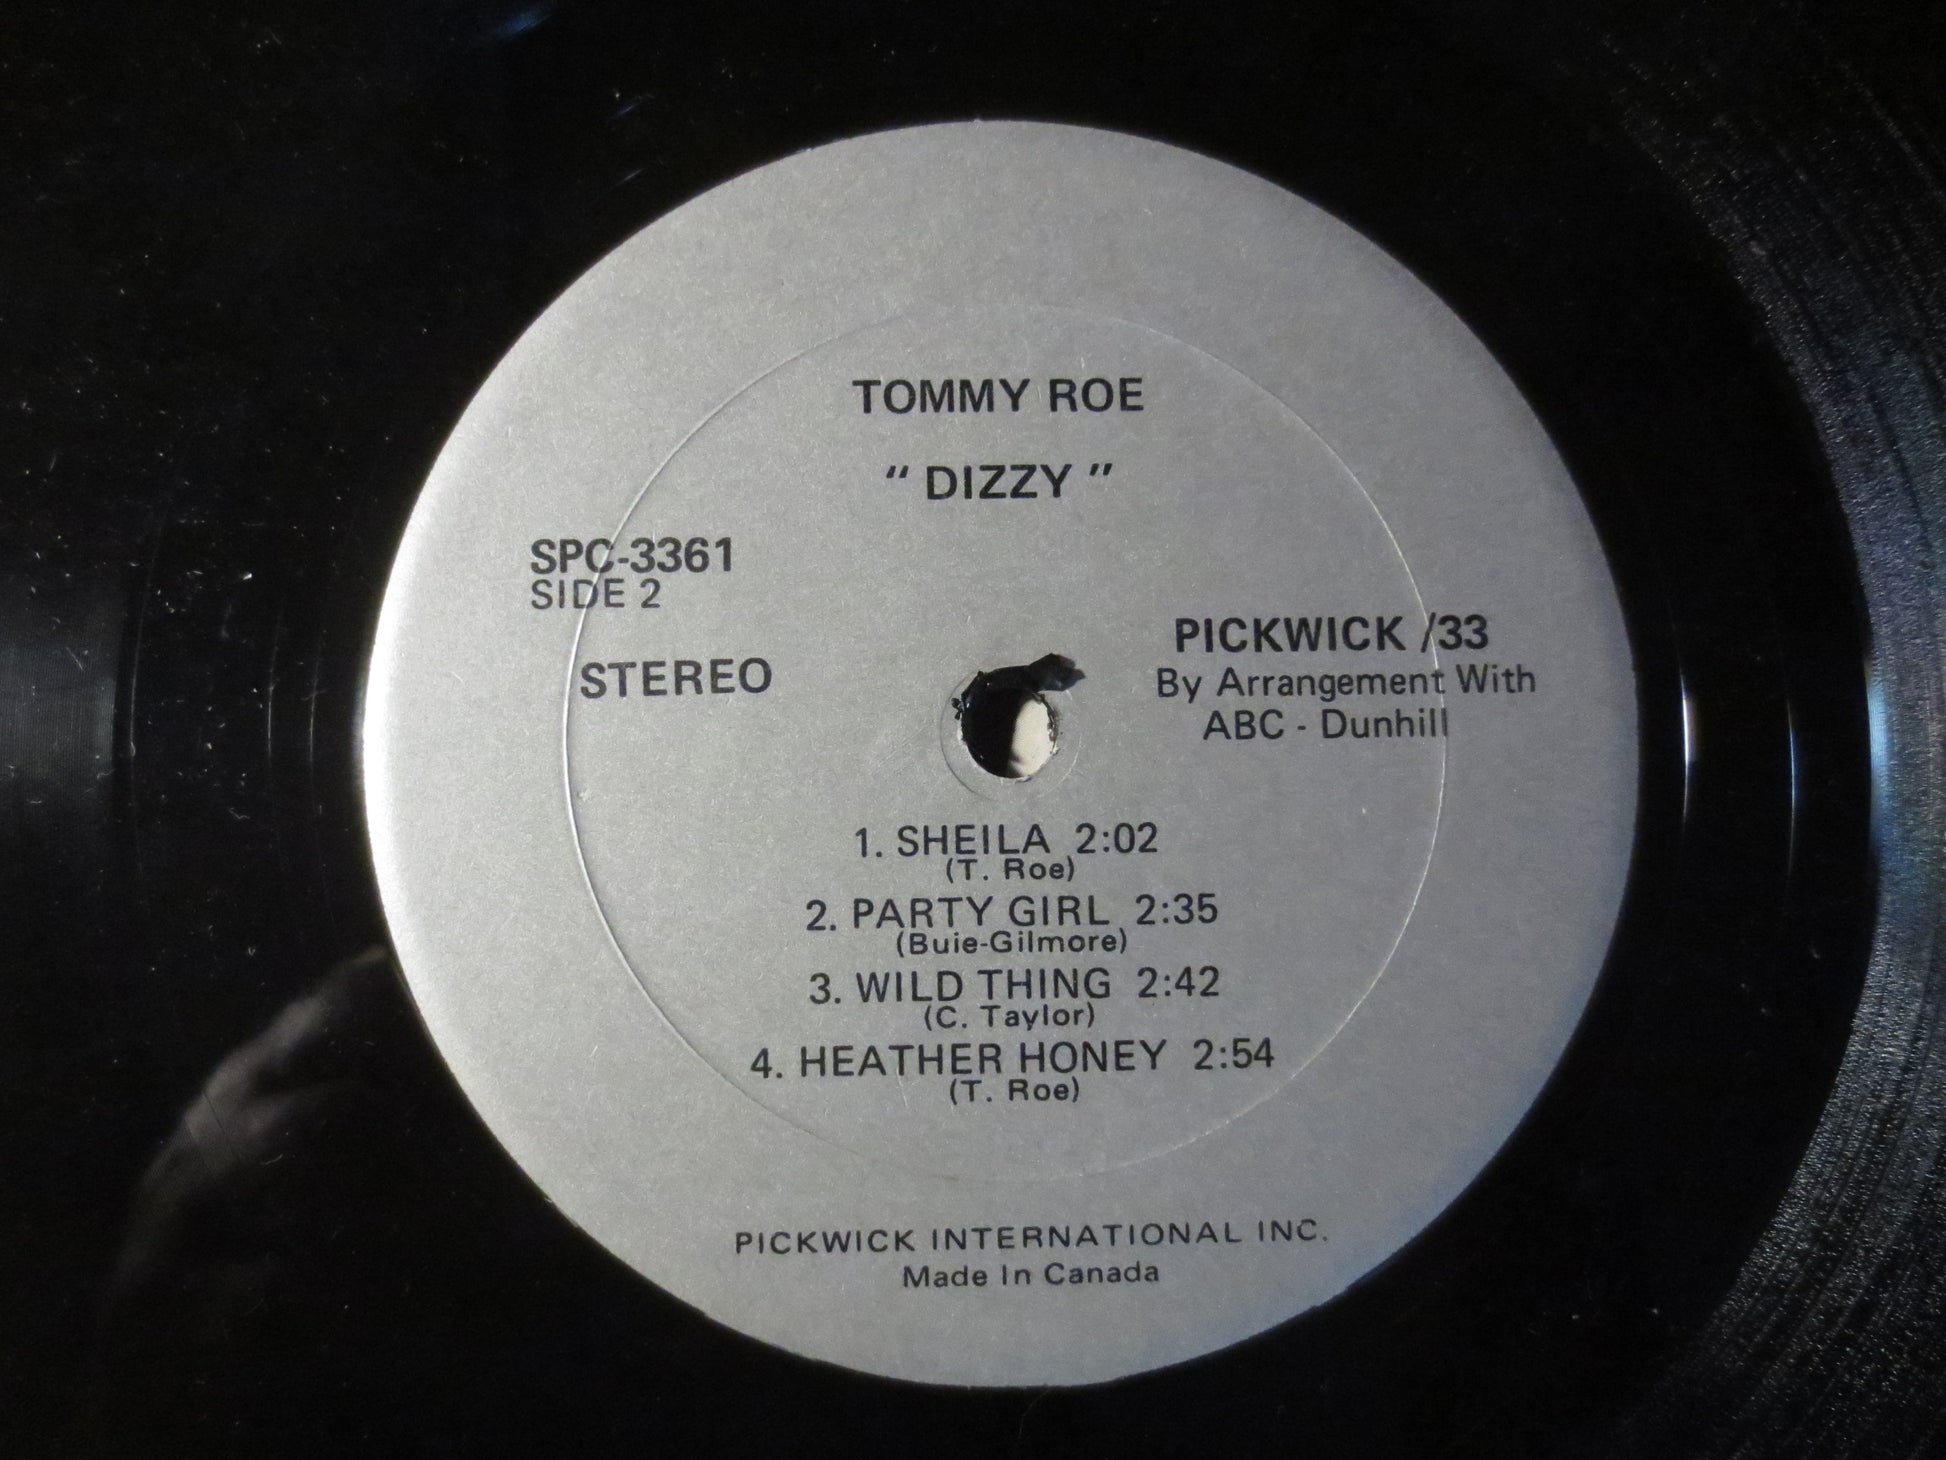 TOMMY ROE
" DIZZY "
SPC-3361
SIDE 2
STEREO
PICKWICK /33
By Arrangement With
ABC - Dunhill
1. SHEILA 2:02
(T. Roe)
2. PARTY GIRL 2:35
(Buie-Gilmore)
3. WILD THING 2:42
(C. Taylor)
4. HEATHER HONEY 2:54
(T. Roe)
PICKWICK INTERNATIONAL INC.
Made In Canada